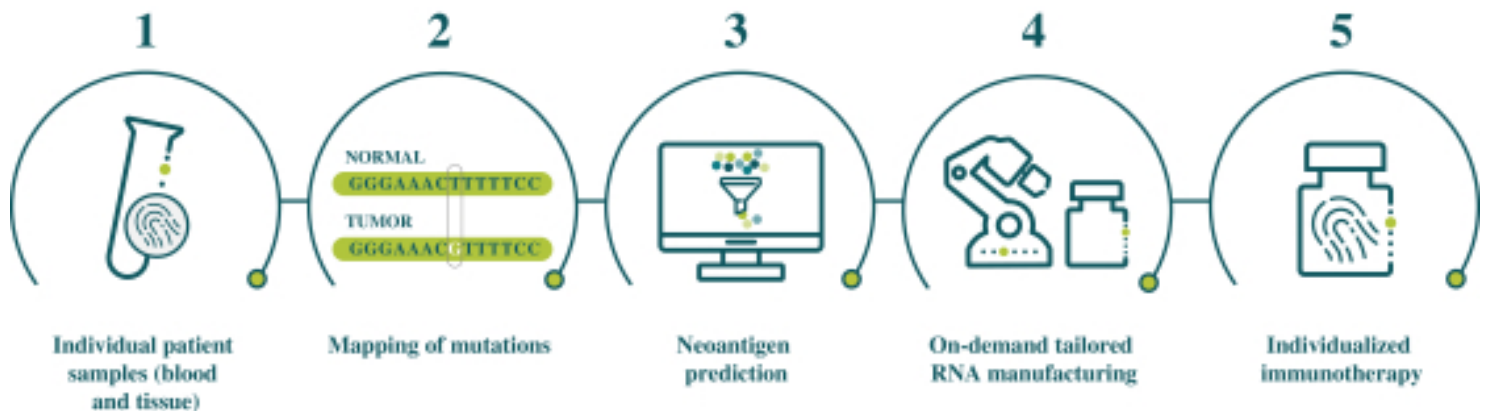 1
2
3
4
5
NORMAL
GGGAAACTTTTTCC
TUMOR
GGGAAACGTTTTCC
Individual patient
samples (blood
and tissue)
Mapping of mutations
Neoantigen
prediction
On-demand tailored
RNA manufacturing
Individualized
immunotherapy